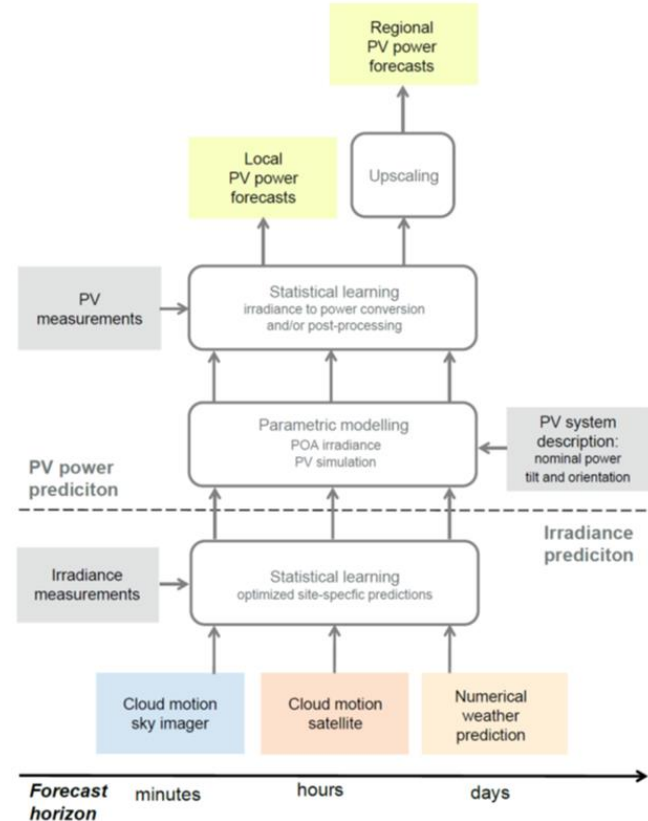 Regional
PV power
forecasts
Local
PV power
forecasts
Upscaling
PV
measurements
Statistical learning
irradiance to power conversion
and/or post-processing
Parametric modelling
POA irradiance
PV simulation
PV system
description:
nominal power
tilt and orientation
PV power
prediciton
Irradiance
prediciton
Irradiance
measurements
Statistical learning
optimized site-specfic predictions
Cloud motion
sky imager
Cloud motion
satellite
Numerical
weather
prediction
Forecast
horizon
minutes
hours
days